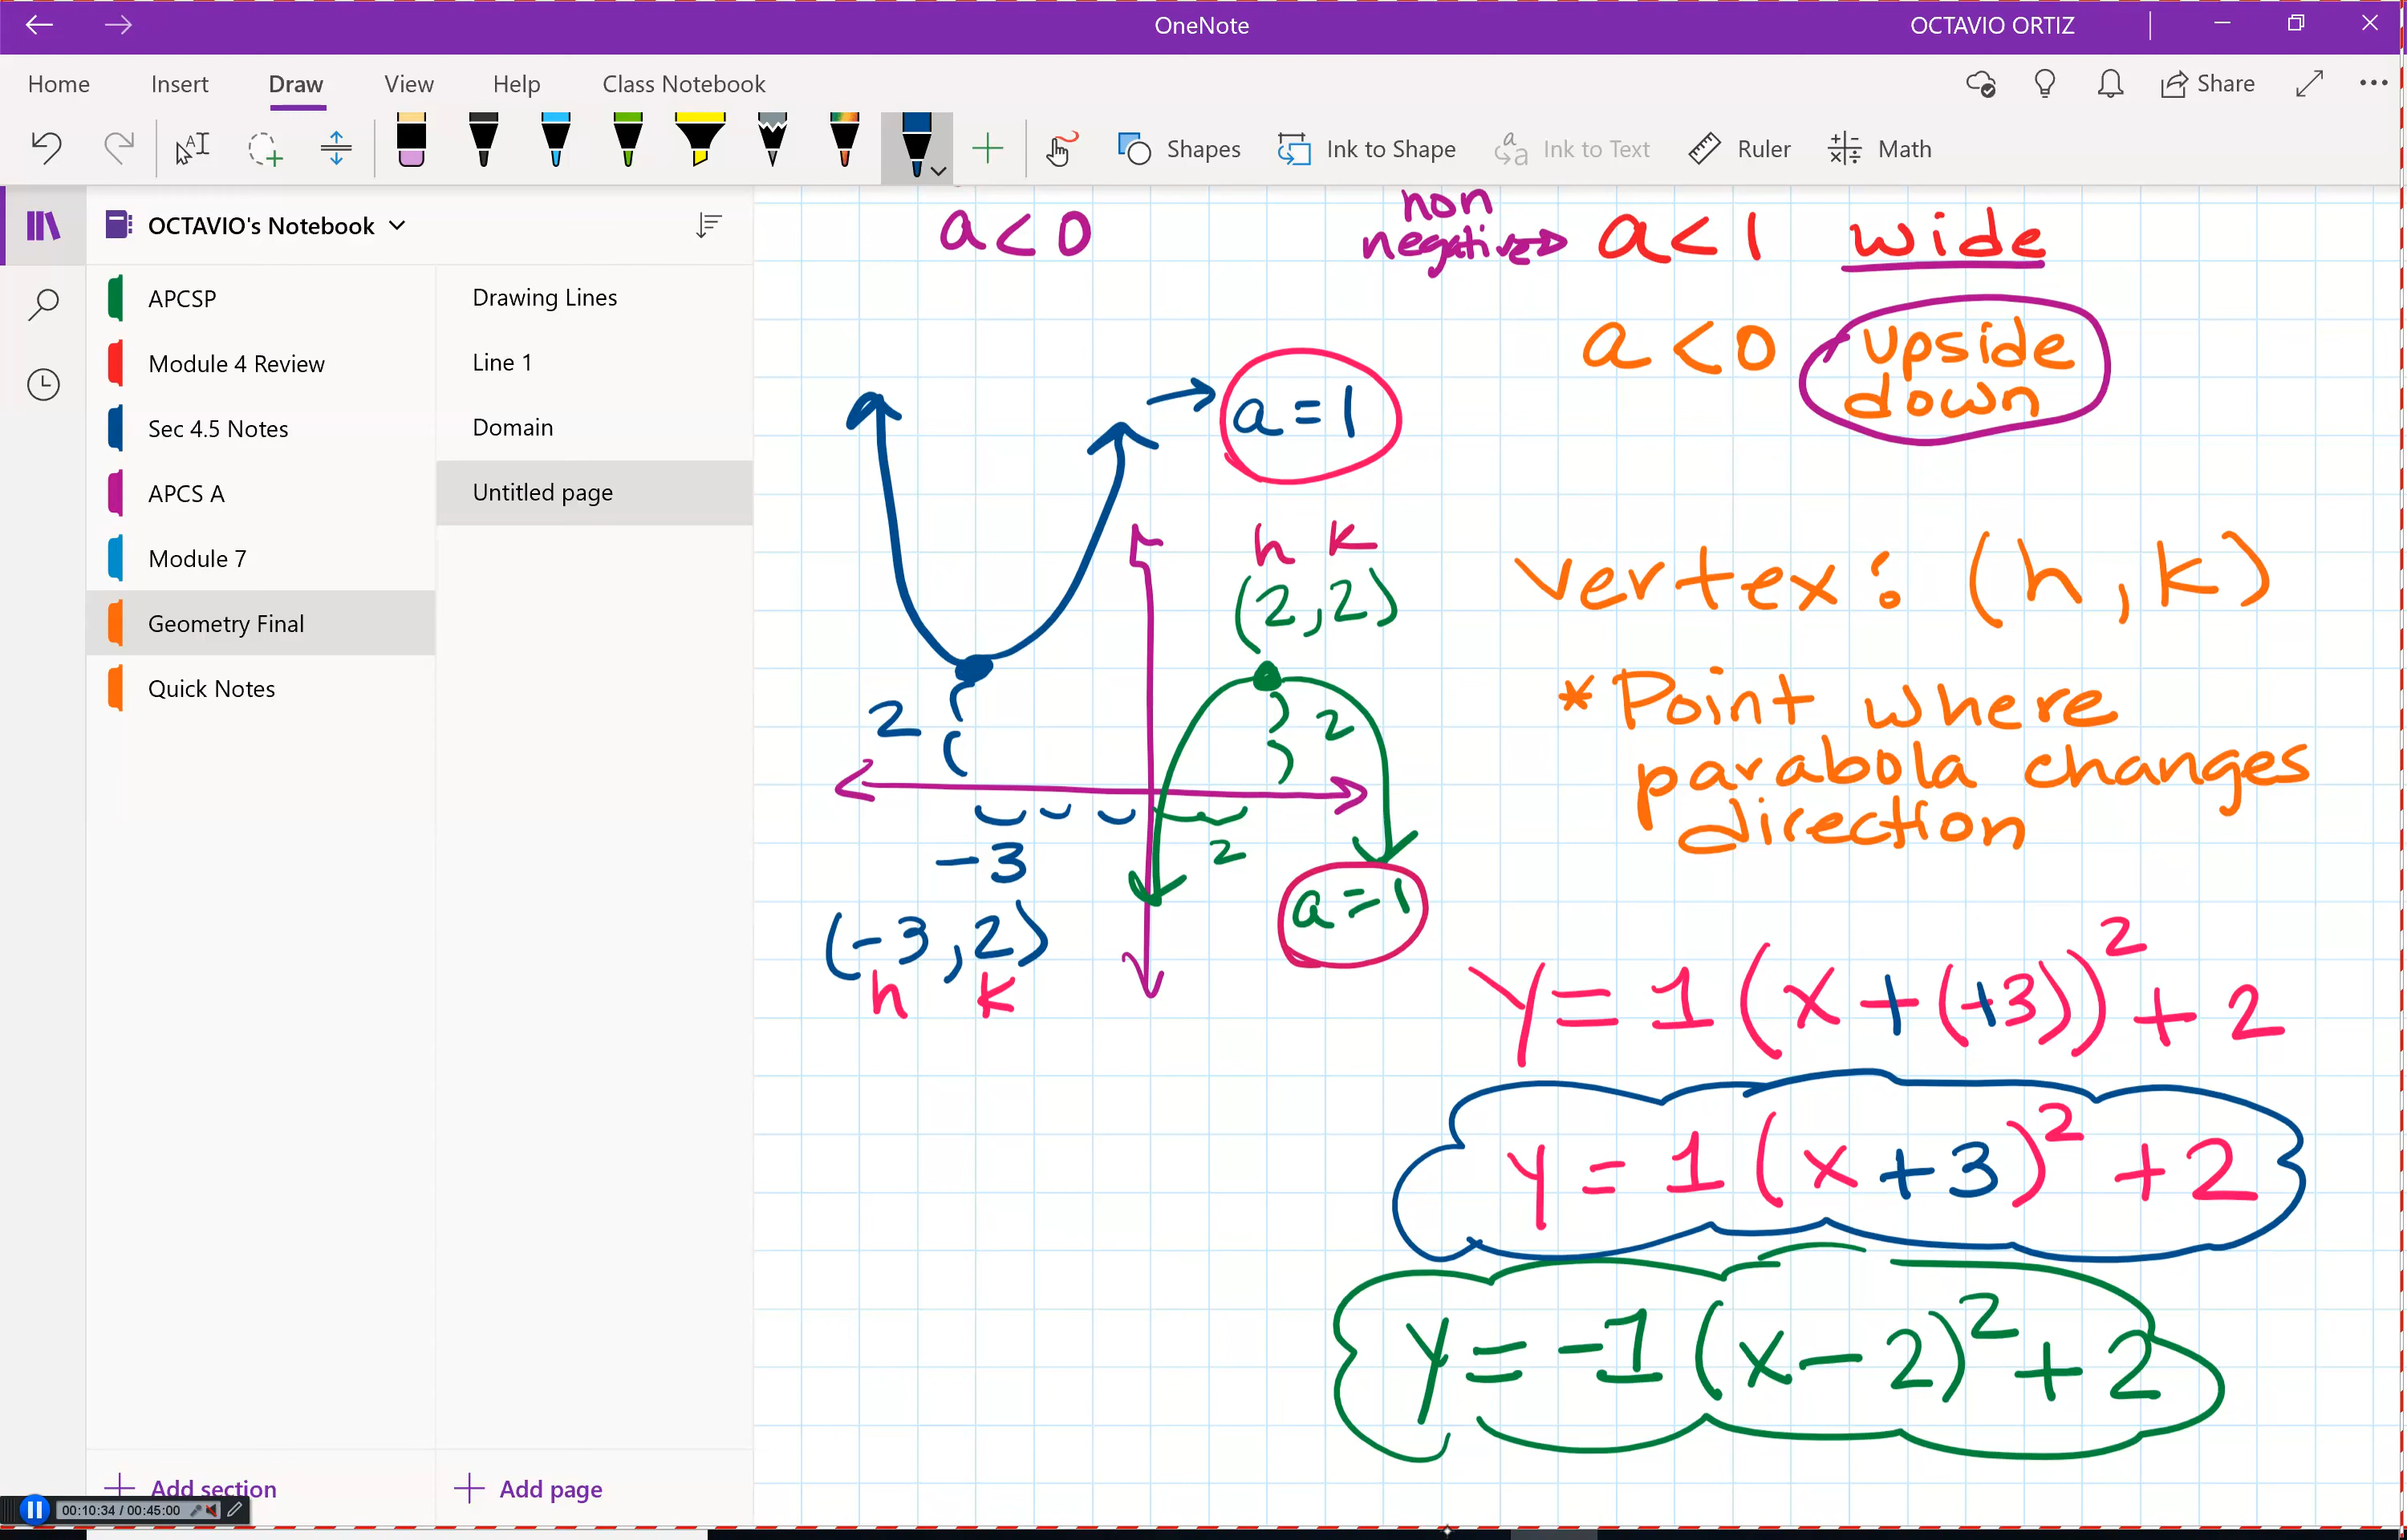 OneNote
OCTAVIO ORTIZ
Home Insert Draw View Help Class Notebook
Share
Shapes Ink to Shape Ink to Text Ruler Math
OCTAVIO's Notebook
APCSP
Module 4 Review
Sec 4.5 Notes
APCS A
Module 7
Geometry Final
Quick Notes
Add section
Drawing Lines
Line 1
Domain
Untitled page
Add page
a<0
non
negative → a<1 wide
a<0 upside
down
→ a=1
h k
(2,2)
2
2
2
-3
(-3,2)
h k
a=1
vertex: (h,k)
*Point where
parabola changes
direction
Y=1(x+(+3))²+2
y=1(x+3)²+2
y=-1(x-2)²+2
00:10:34 / 00:45:00